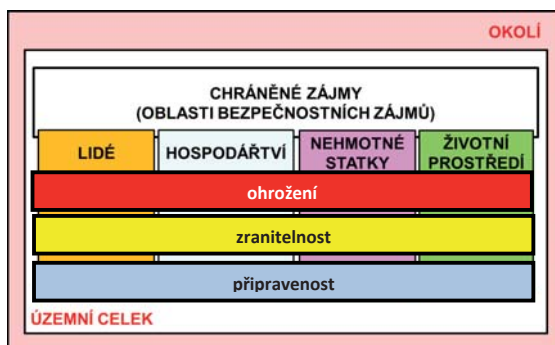 OKOLÍ
CHRÁNĚNÉ ZÁJMY
(OBLASTI BEZPEČNOSTNÍCH ZÁJMŮ)
LIDÉ
HOSPODÁŘTVÍ
NEHMOTNÉ
STATKY
ŽIVOTNÍ
PROSTŘEDÍ
ohrožení
zranitelnost
připravenost
ÚZEMNÍ CELEK